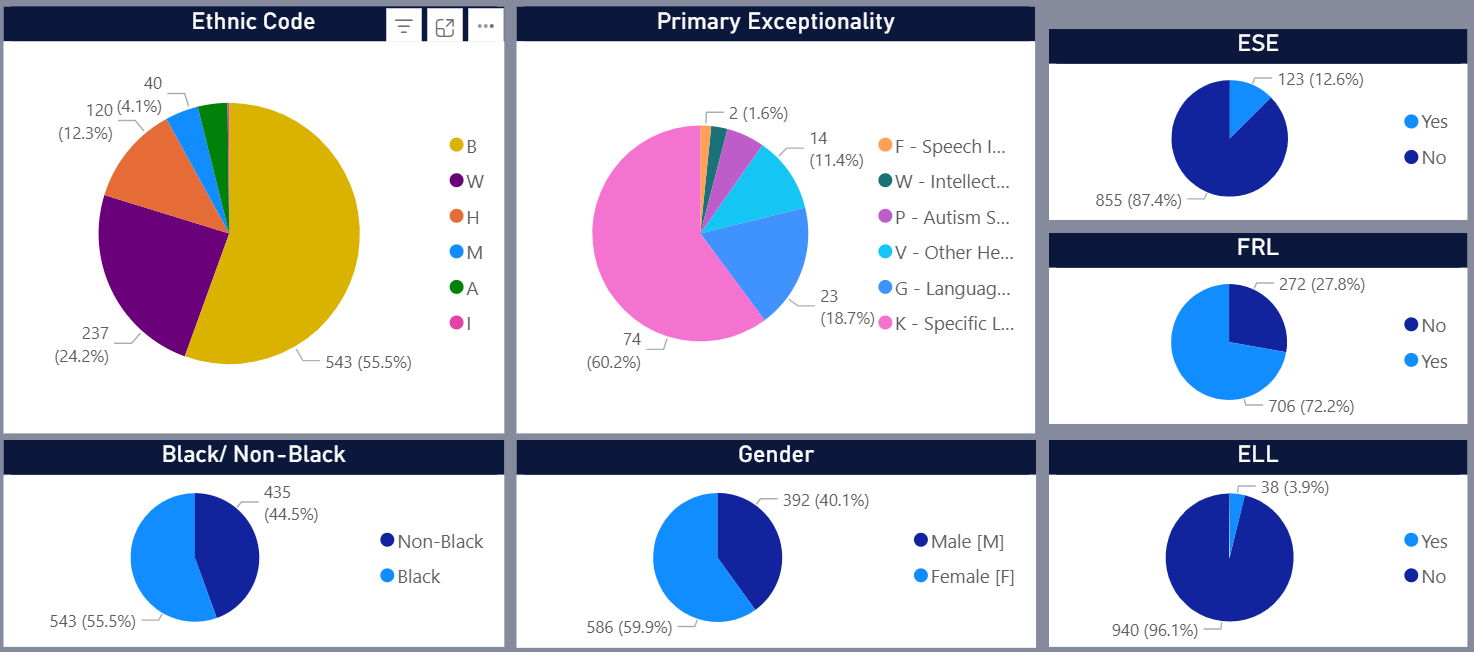 Ethnic Code
40
(4.1%)
120
(12.3%)
237
(24.2%)
543 (55.5%)
B
W
H
M
A
I
Primary Exceptionality
2 (1.6%)
14
(11.4%)
23
(18.7%)
74
(60.2%)
F - Speech I...
W - Intellect...
P - Autism S...
V - Other He...
G - Languag...
K - Specific L...
ESE
123 (12.6%)
855 (87.4%)
Yes
No
FRL
272 (27.8%)
706 (72.2%)
No
Yes
Black/ Non-Black
435
(44.5%)
543 (55.5%)
Non-Black
Black
Gender
392 (40.1%)
586 (59.9%)
Male [M]
Female [F]
ELL
38 (3.9%)
940 (96.1%)
Yes
No